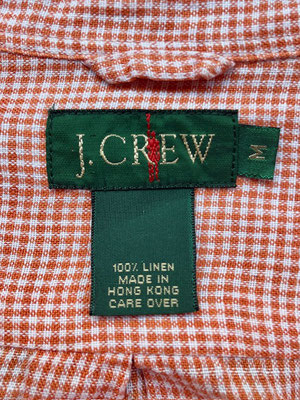 J.CREW
M
100% LINEN
MADE IN
HONG KONG
CARE OVER